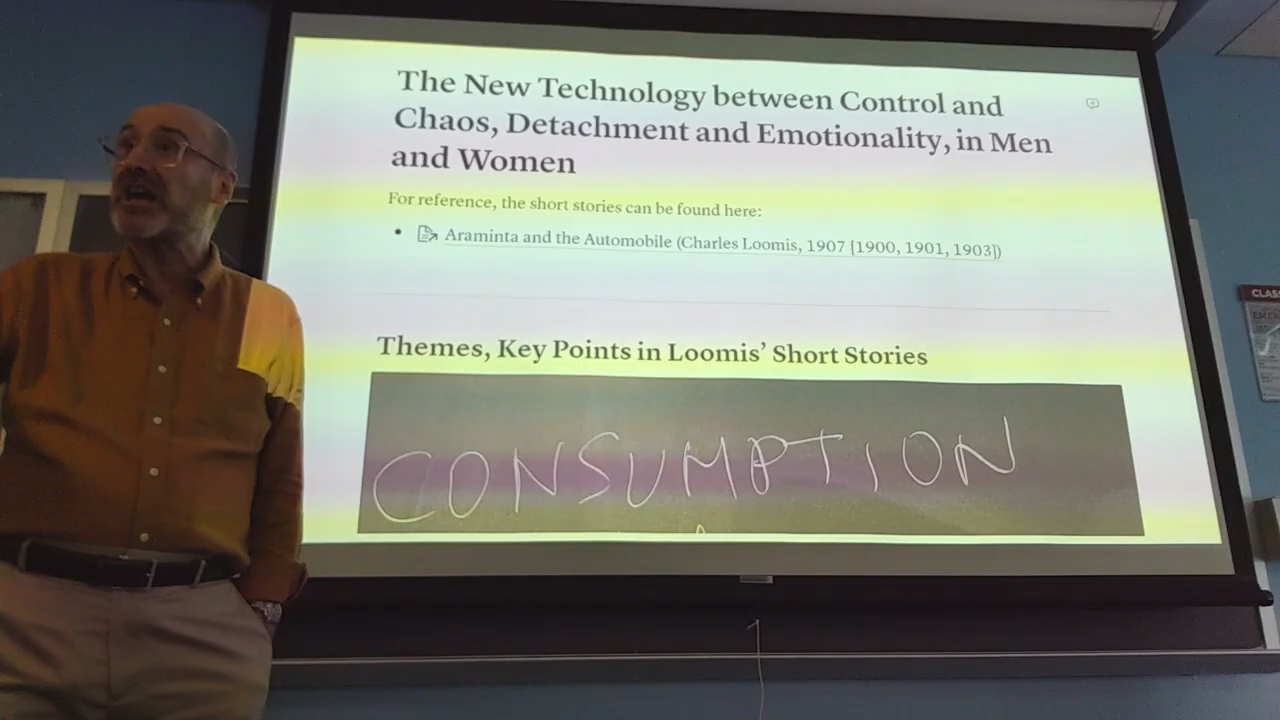 The New Technology between Control and
Chaos, Detachment and Emotionality, in Men
and Women
For reference, the short stories can be found here:
• Araminta and the Automobile (Charles Loomis, 1907 [1900, 1901, 1903])
Themes, Key Points in Loomis' Short Stories
CONSUMPTION
CLAS